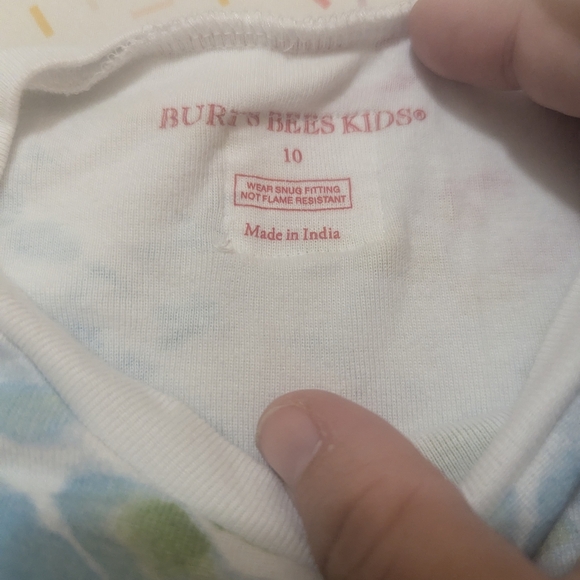 BURT'S BEES KIDS®
10
WEAR SNUG FITTING
NOT FLAME RESISTANT
Made in India